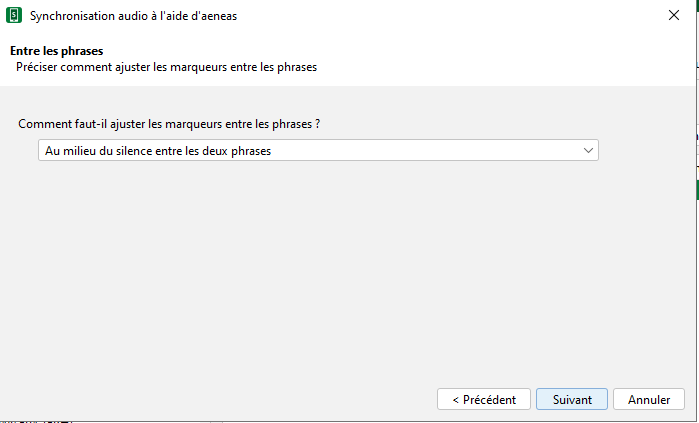 Synchronisation audio à l'aide d'aeneas
Entre les phrases
Préciser comment ajuster les marqueurs entre les phrases
Comment faut-il ajuster les marqueurs entre les phrases ?
Au milieu du silence entre les deux phrases
< Précédent
Suivant
Annuler